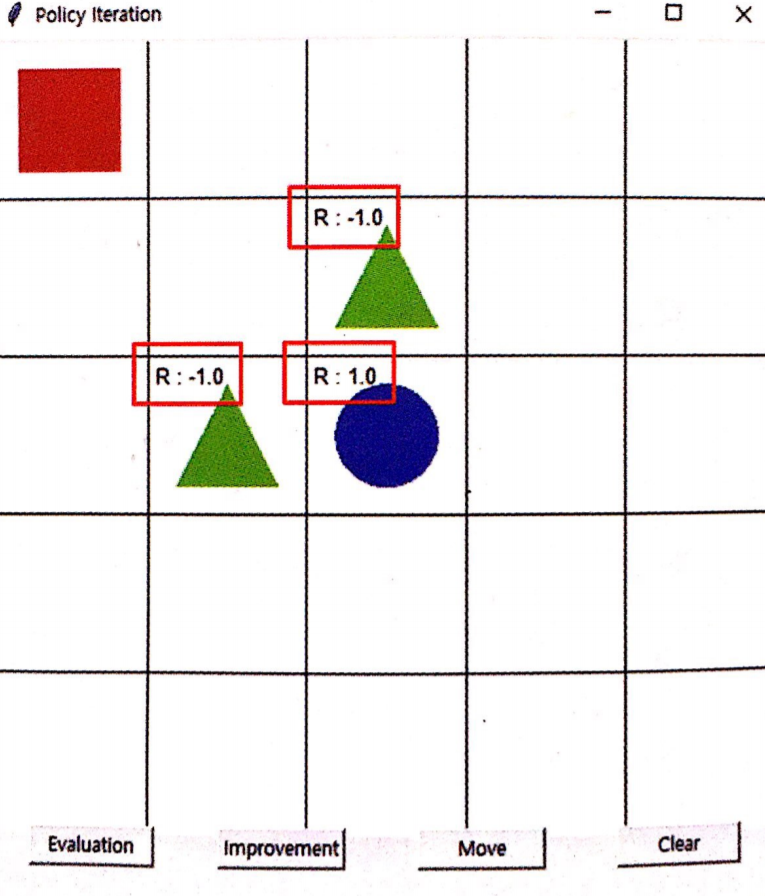 Policy Iteration
R : -1.0
R : -1.0
R : 1.0
Evaluation
Improvement
Move
Clear